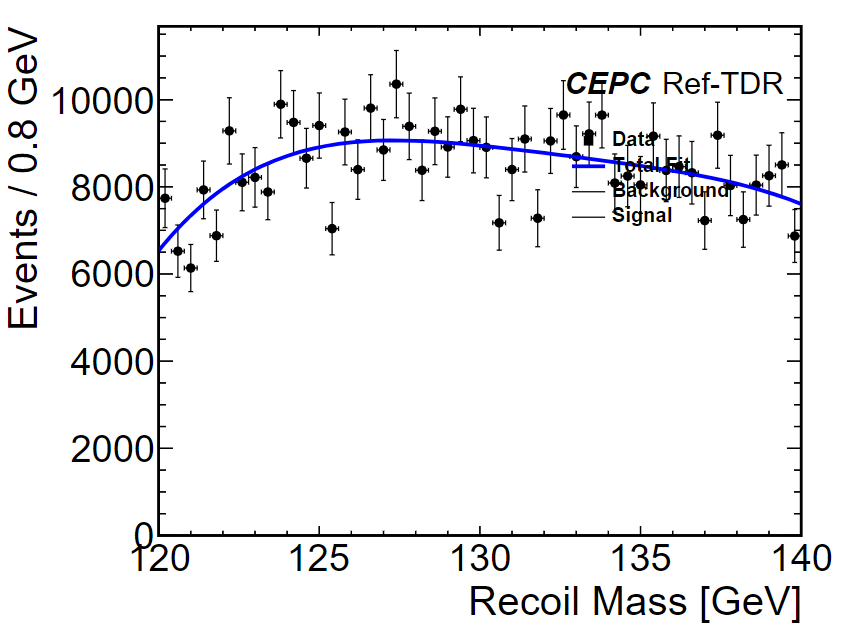 Events / 0.8 GeV
10000
8000
6000
4000
2000
0
CEPC Ref-TDR
Data
Total Fit
Background
Signal
120 125 130 135 140
Recoil Mass [GeV]